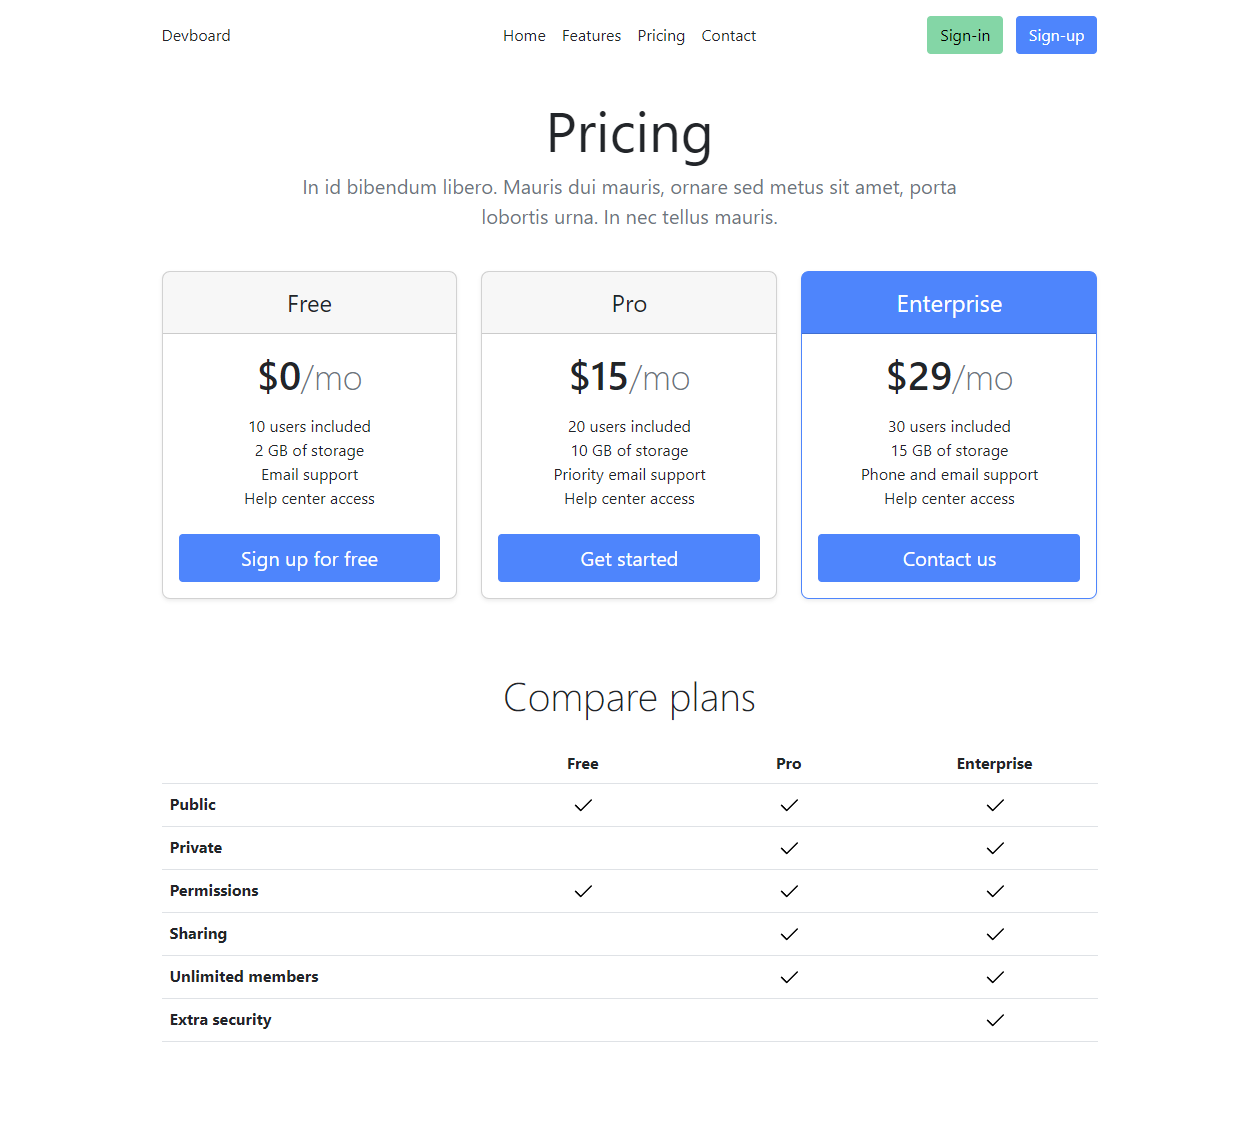 Devboard
Home Features Pricing Contact
Sign-in Sign-up
Pricing
In id bibendum libero. Mauris dui mauris, ornare sed metus sit amet, porta
lobortis urna. In nec tellus mauris.
Free
$0/mo
10 users included
2 GB of storage
Email support
Help center access
Sign up for free
Pro
$15/mo
20 users included
10 GB of storage
Priority email support
Help center access
Get started
Enterprise
$29/mo
30 users included
15 GB of storage
Phone and email support
Help center access
Contact us
Compare plans
Free Pro Enterprise
Public
Private
Permissions
Sharing
Unlimited members
Extra security